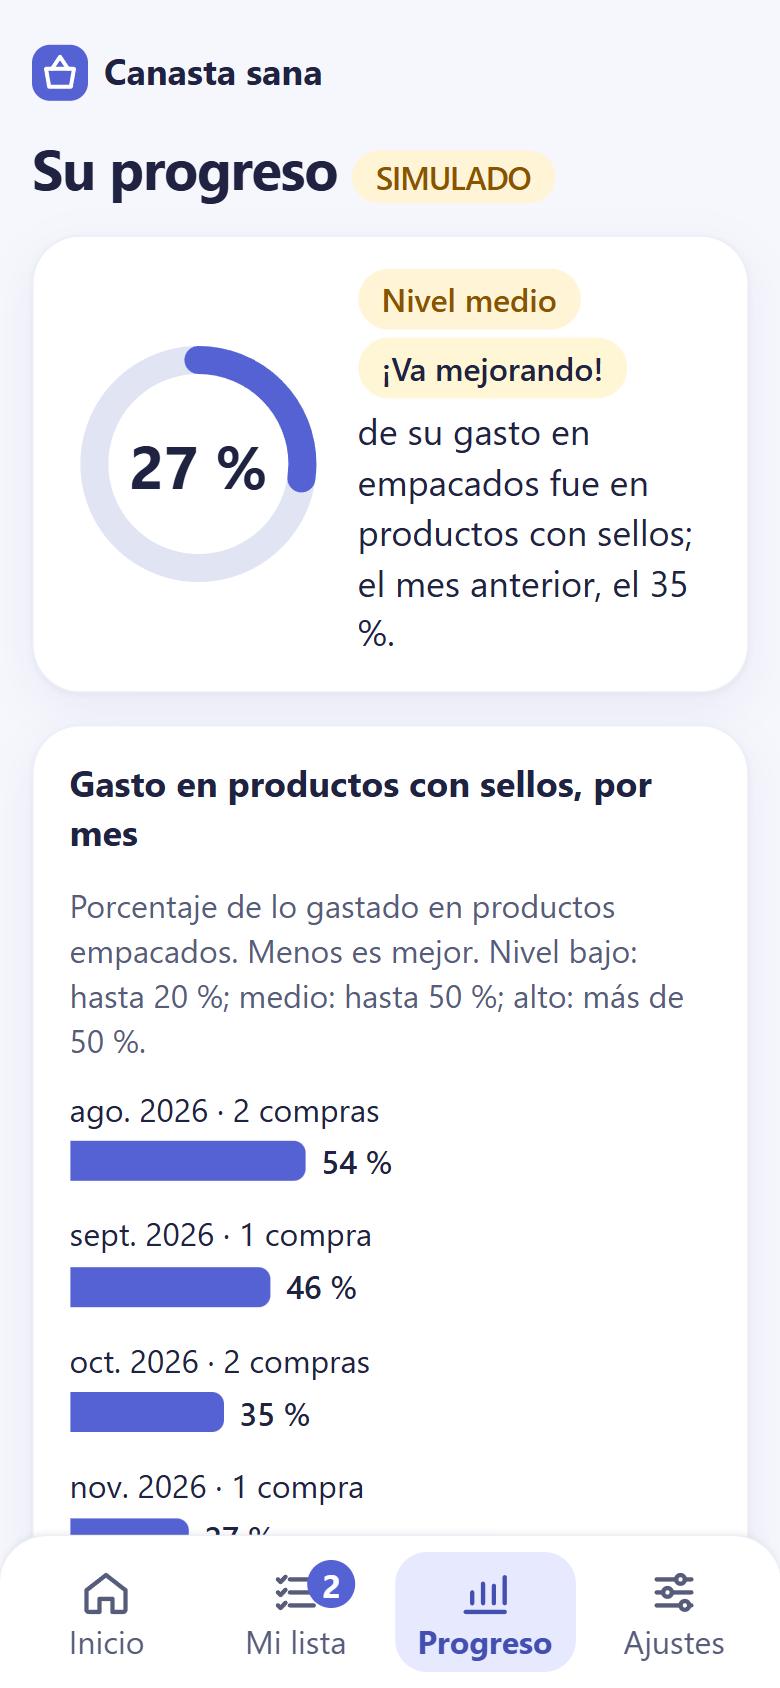 Canasta sana
Su progreso
SIMULADO
27 %
Nivel medio
¡Va mejorando!
de su gasto en
empacados fue en
productos con sellos;
el mes anterior, el 35
%.
Gasto en productos con sellos, por
mes
Porcentaje de lo gastado en productos
empacados. Menos es mejor. Nivel bajo:
hasta 20 %; medio: hasta 50 %; alto: más de
50 %.
ago. 2026 · 2 compras
54 %
sept. 2026 · 1 compra
46 %
oct. 2026 · 2 compras
35 %
nov. 2026 · 1 compra
27 %
2
Inicio
Mi lista
Progreso
Ajustes